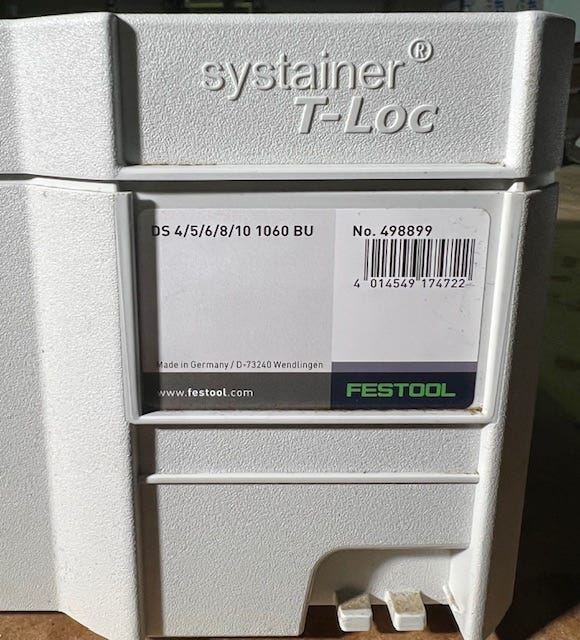 systainer®
T-Loc
DS 4/5/6/8/10 1060 BU
No. 498899
4 014549 174722
Made in Germany / D-73240 Wendlingen
www.festool.com
FESTOOL